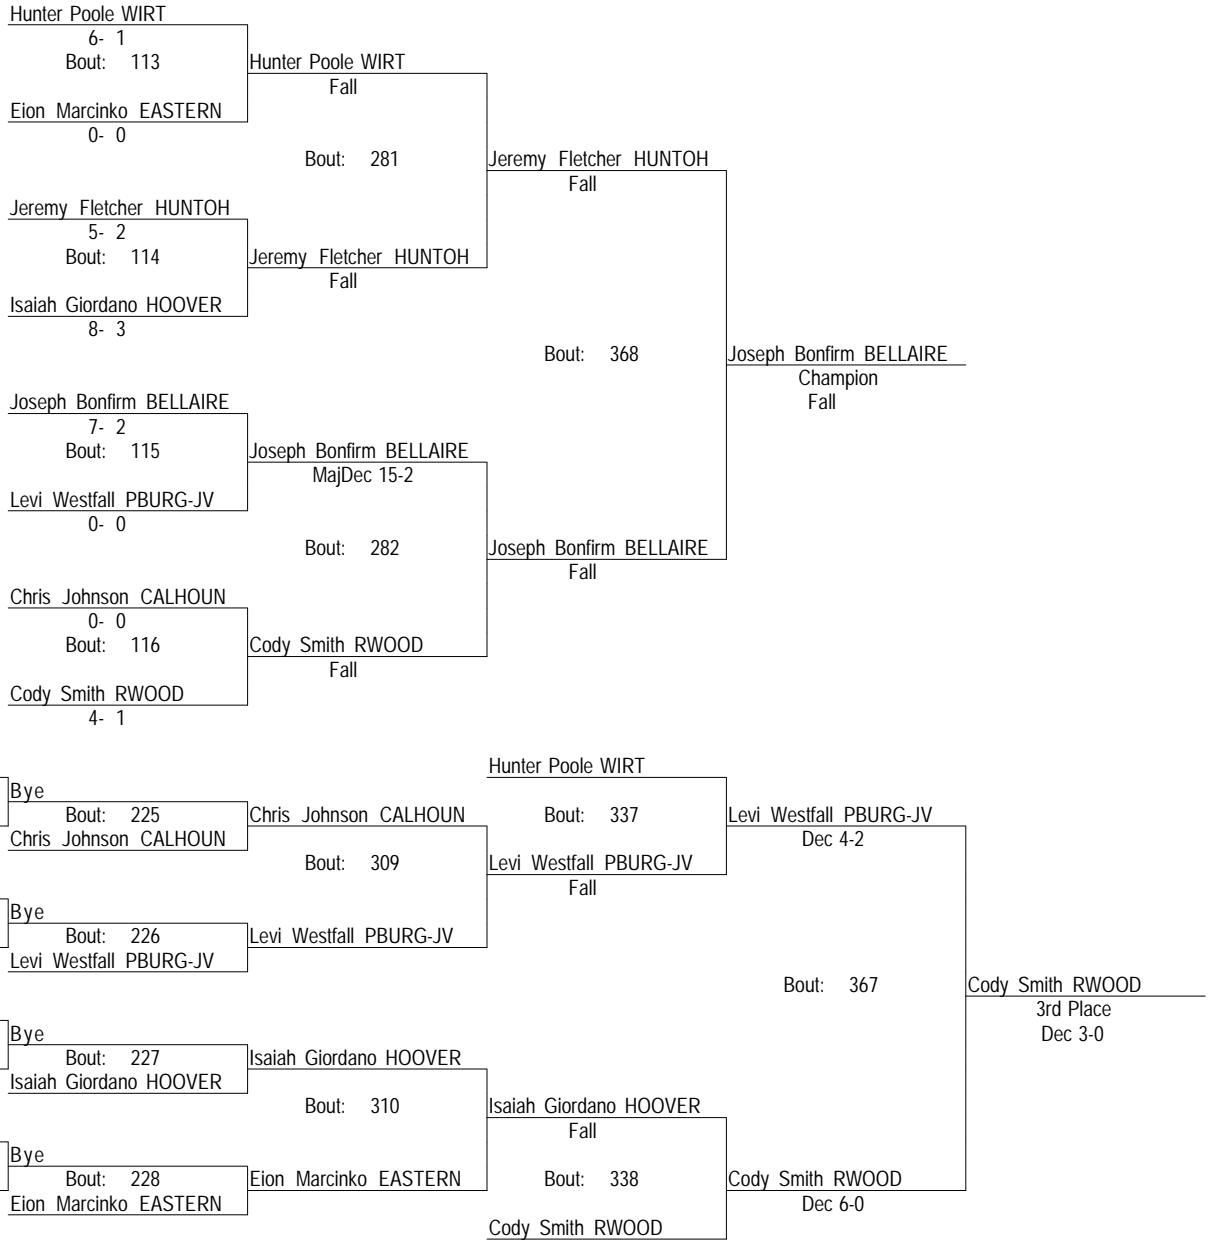 Hunter Poole WIRT
6- 1
Bout: 113
Hunter Poole WIRT
Fall
Eion Marcinko EASTERN
0- 0
Bout: 281
Jeremy Fletcher HUNTOH
Fall
Jeremy Fletcher HUNTOH
5- 2
Bout: 114
Jeremy Fletcher HUNTOH
Fall
Isaiah Giordano HOOVER
8- 3
Bout: 368
Joseph Bonfirm BELLAIRE
Champion
Fall
Joseph Bonfirm BELLAIRE
7- 2
Bout: 115
Joseph Bonfirm BELLAIRE
MajDec 15-2
Levi Westfall PBURG-JV
0- 0
Bout: 282
Joseph Bonfirm BELLAIRE
Fall
Chris Johnson CALHOUN
0- 0
Bout: 116
Cody Smith RWOOD
Fall
Cody Smith RWOOD
4- 1
Hunter Poole WIRT
Bye
Bout: 225
Chris Johnson CALHOUN
Chris Johnson CALHOUN
Bout: 337
Levi Westfall PBURG-JV
Dec 4-2
Bout: 309
Levi Westfall PBURG-JV
Fall
Bye
Bout: 226
Levi Westfall PBURG-JV
Levi Westfall PBURG-JV
Bout: 367
Cody Smith RWOOD
3rd Place
Dec 3-0
Bye
Bout: 227
Isaiah Giordano HOOVER
Isaiah Giordano HOOVER
Bout: 310
Isaiah Giordano HOOVER
Fall
Bye
Bout: 228
Eion Marcinko EASTERN
Eion Marcinko EASTERN
Bout: 338
Cody Smith RWOOD
Dec 6-0
Cody Smith RWOOD